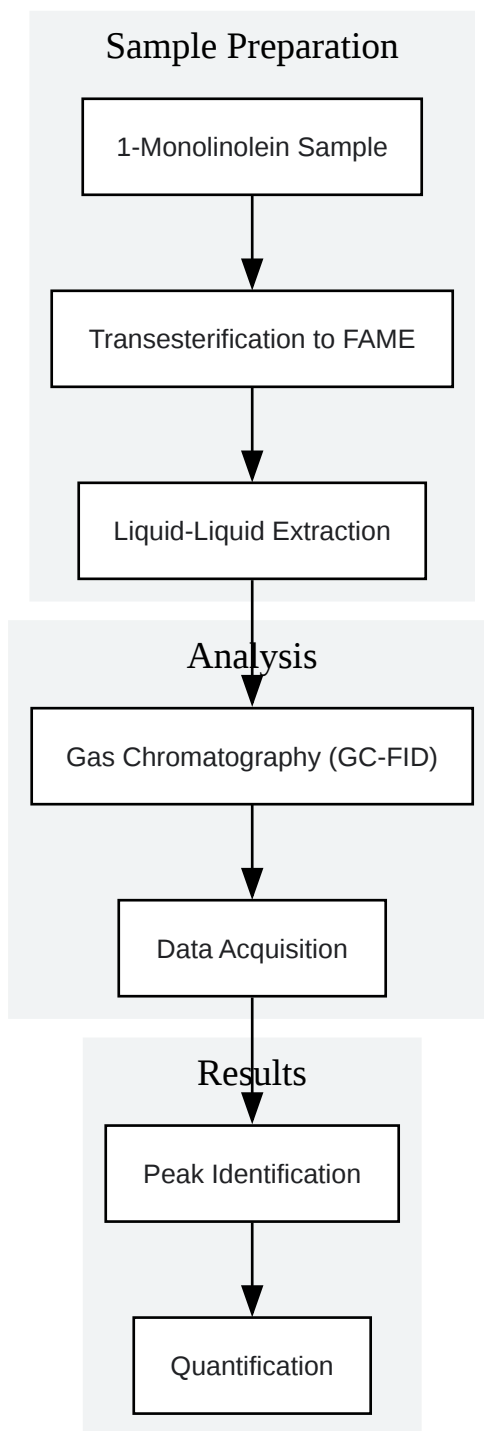 Sample Preparation
1-Monolinolein Sample
Transesterification to FAME
Liquid-Liquid Extraction
Analysis
Gas Chromatography (GC-FID)
Data Acquisition
Results
Peak Identification
Quantification